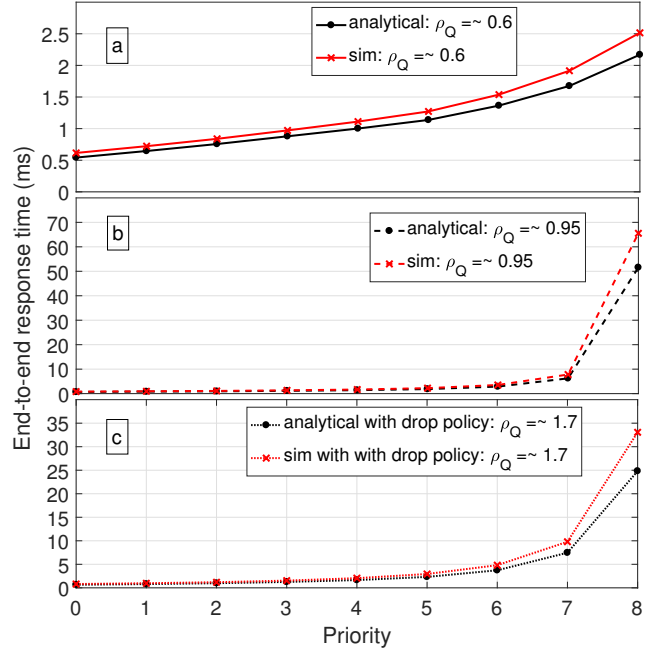 a
analytical: ρQ =~ 0.6
sim: ρQ =~ 0.6
2.5
2
1.5
1
0.5
0
b
analytical: ρQ =~ 0.95
sim: ρQ =~ 0.95
70
60
50
40
30
20
10
0
End-to-end response time (ms)
c
analytical with drop policy: ρQ =~ 1.7
sim with with drop policy: ρQ =~ 1.7
35
30
25
20
15
10
5
0
0 1 2 3 4 5 6 7 8
Priority